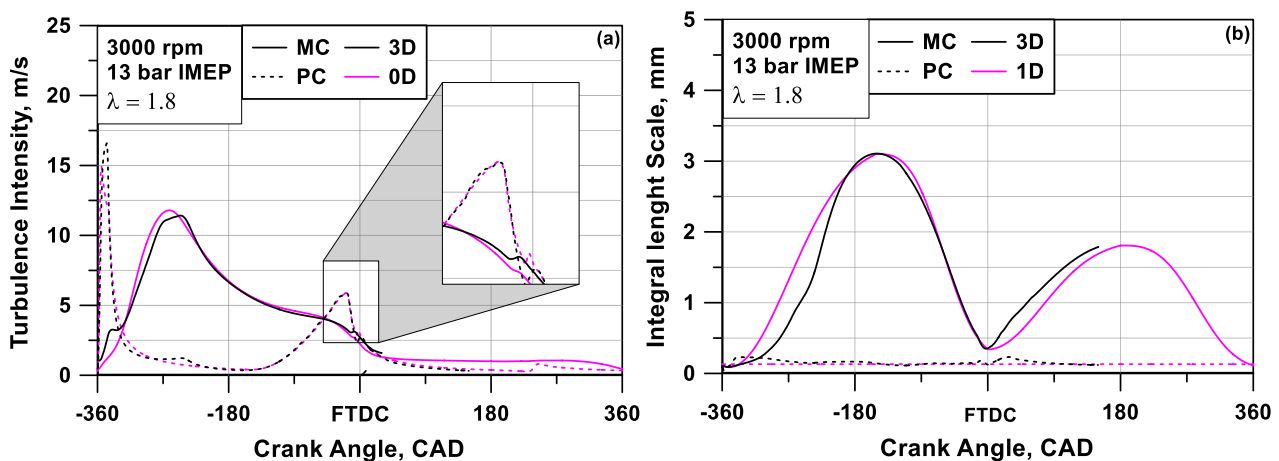 Turbulence Intensity, m/s
25
20
15
10
5
0
3000 rpm
13 bar IMEP
λ = 1.8
MC 3D
PC 0D
(a)
-360 -180 FTDC 180 360
Crank Angle, CAD
Integral lenght Scale, mm
5
4
3
2
1
0
3000 rpm
13 bar IMEP
λ = 1.8
MC 3D
PC 1D
(b)
-360 -180 FTDC 180 360
Crank Angle, CAD